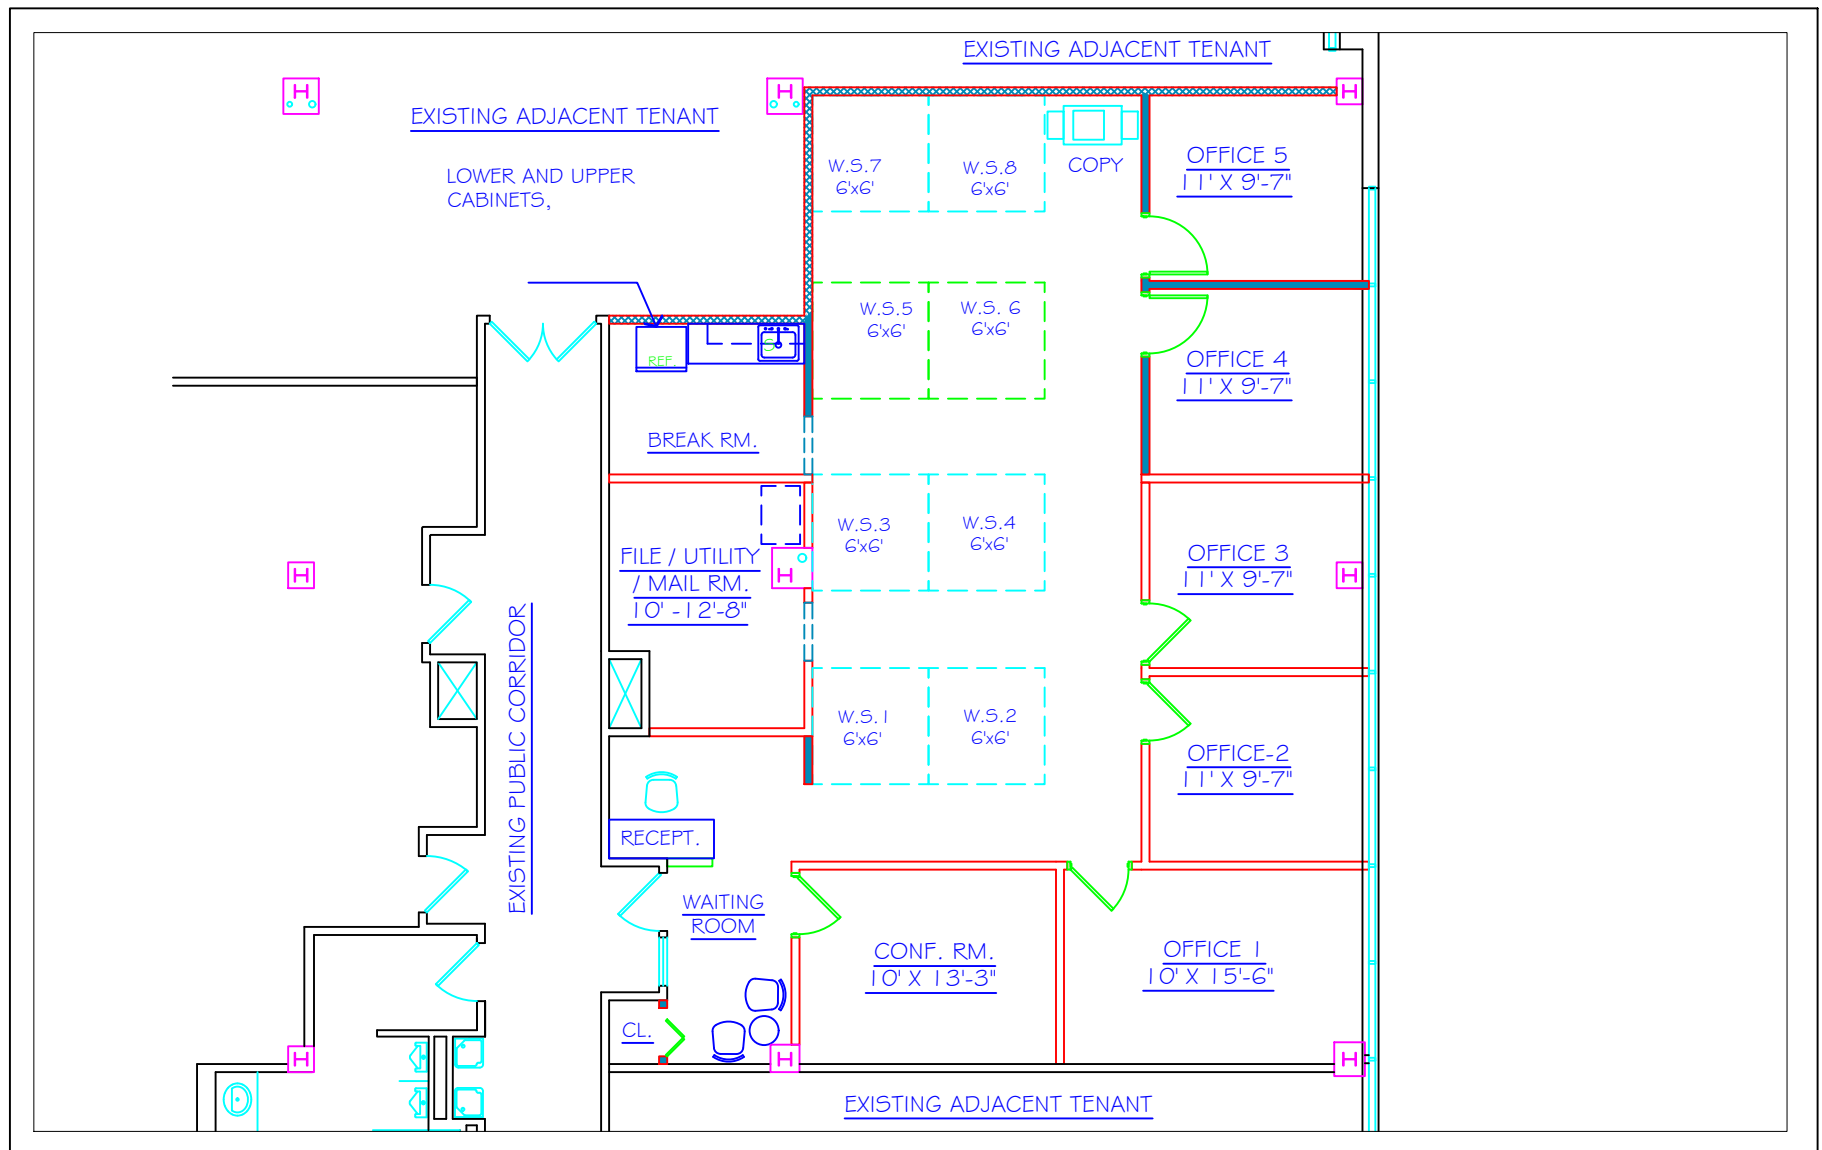 EXISTING ADJACENT TENANT
EXISTING ADJACENT TENANT
LOWER AND UPPER
CABINETS,
W.S.7
6'x6'
W.S.8
6'x6'
COPY
OFFICE 5
11' X 9'-7"
W.S.5
6'x6'
W.S. 6
6'x6'
REF.
OFFICE 4
11' X 9'-7"
BREAK RM.
W.S.3
6'x6'
W.S.4
6'x6'
FILE / UTILITY
/ MAIL RM.
10' -12'-8"
OFFICE 3
11' X 9'-7"
EXISTING PUBLIC CORRIDOR
W.S.1
6'x6'
W.S.2
6'x6'
OFFICE-2
11' X 9'-7"
RECEPT.
WAITING
ROOM
CONF. RM.
10' X 13'-3"
OFFICE 1
10' X 15'-6"
CL.
EXISTING ADJACENT TENANT